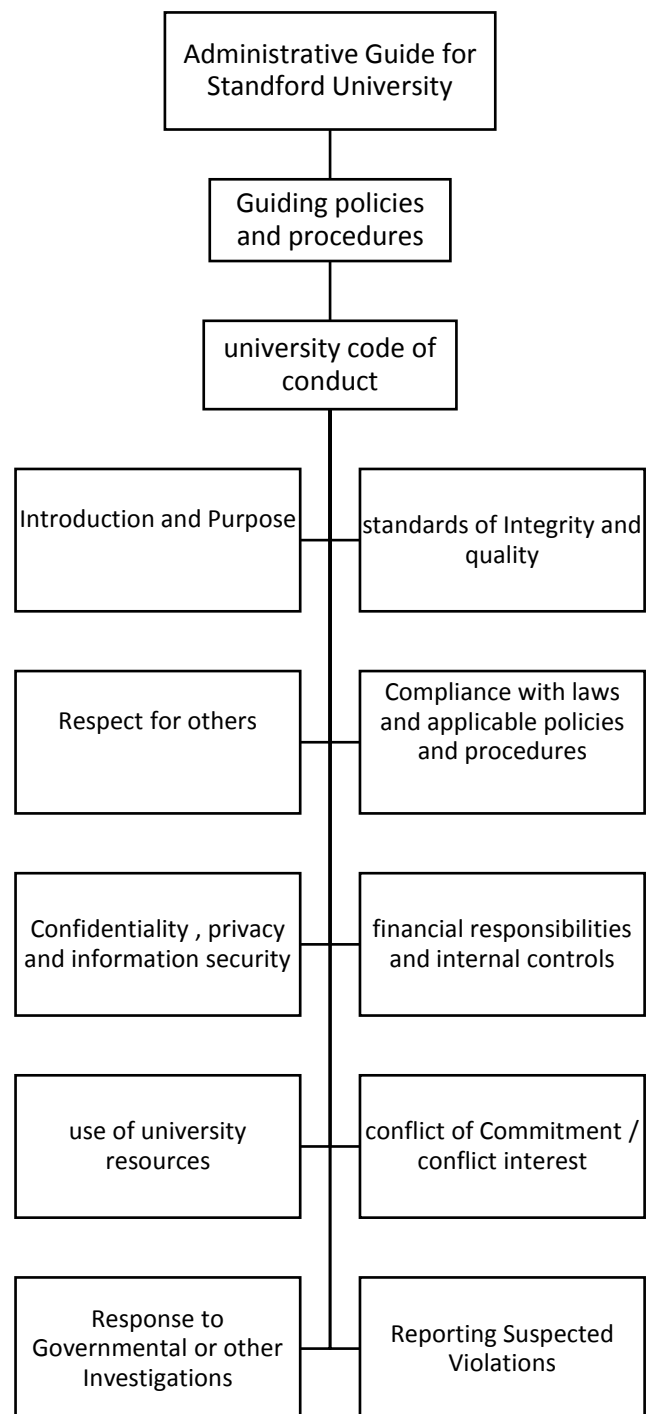 Administrative Guide for
Standford University
Guiding policies
and procedures
university code of
conduct
Introduction and Purpose
standards of Integrity and
quality
Respect for others
Compliance with laws
and applicable policies
and procedures
Confidentiality , privacy
and information security
financial responsibilities
and internal controls
use of university
resources
conflict of Commitment /
conflict interest
Response to
Governmental or other
Investigations
Reporting Suspected
Violations